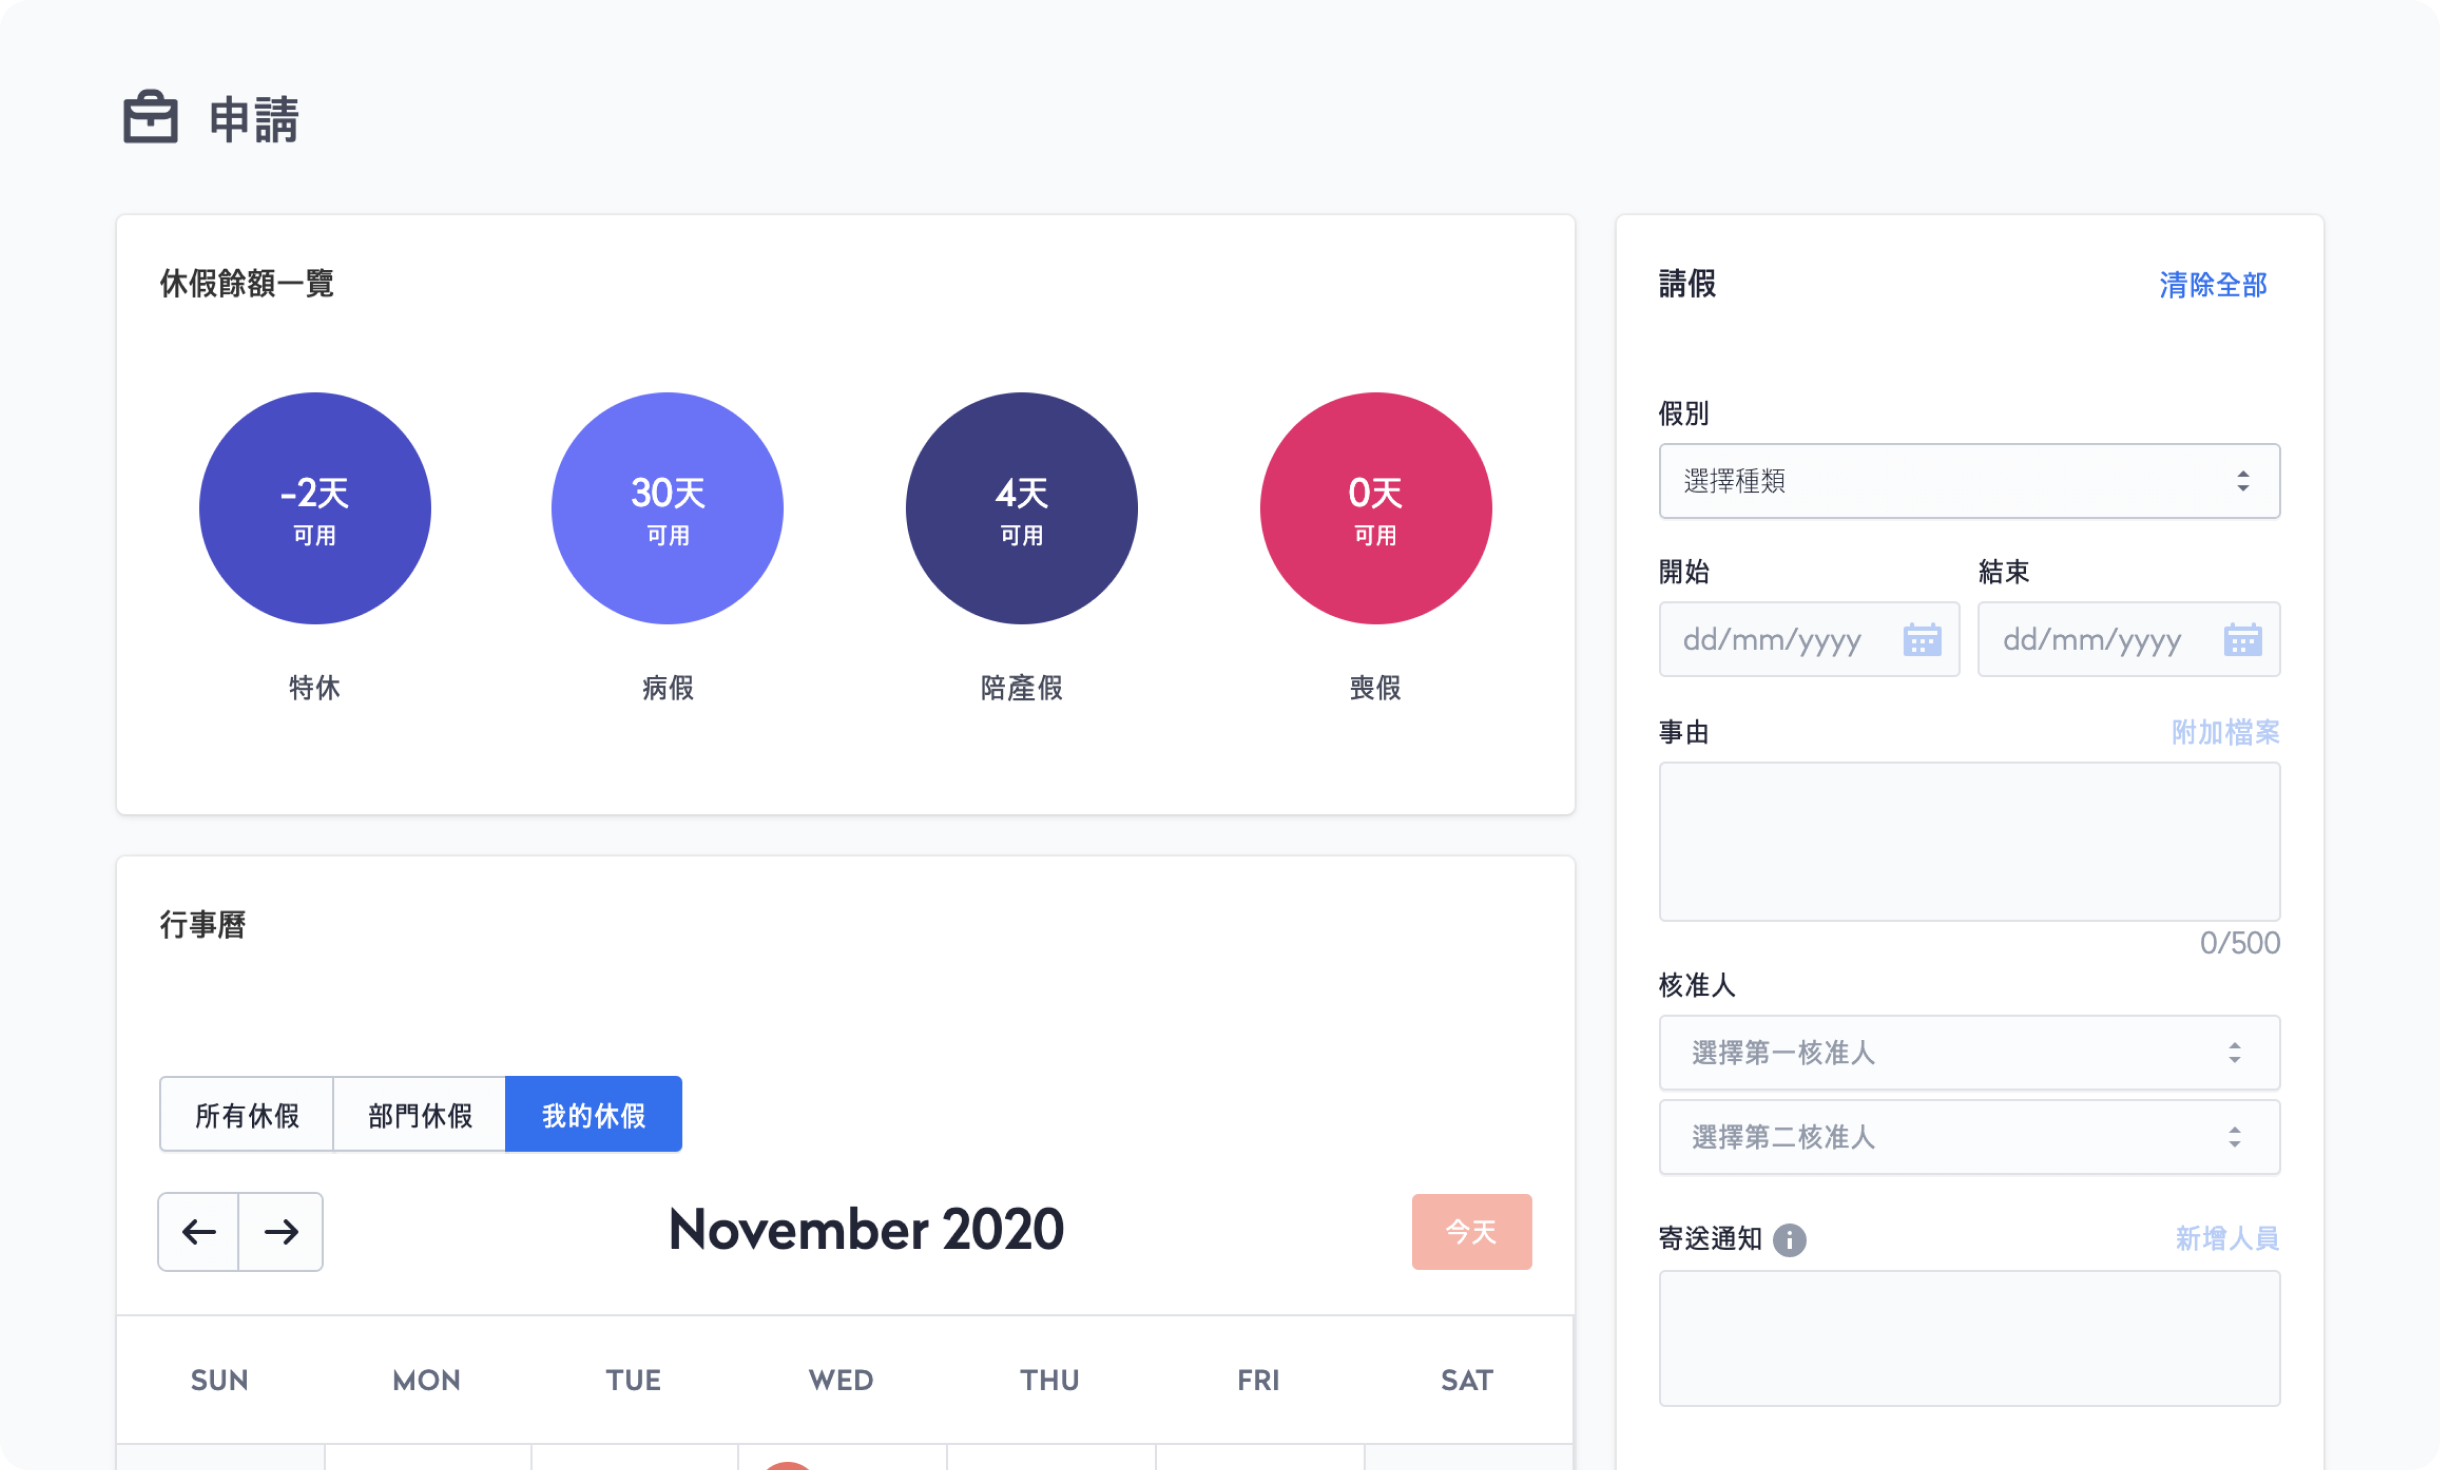 申請
休假餘額一覽
-2天
可用
特休
30天
可用
病假
4天
可用
陪產假
0天
可用
喪假
行事曆
所有休假 部門休假 我的休假
November 2020
今天
SUN MON TUE WED THU FRI SAT
請假 清除全部
假別
選擇種類
開始 結束
dd/mm/yyyy dd/mm/yyyy
事由 附加檔案
0/500
核准人
選擇第一核准人
選擇第二核准人
寄送通知 新增人員